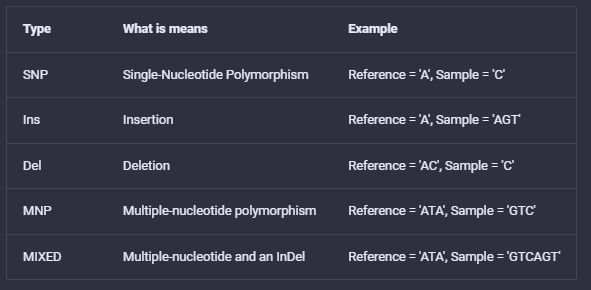 Type What is means Example
SNP Single-Nucleotide Polymorphism Reference = 'A', Sample = 'C'
Ins Insertion Reference = 'A', Sample = 'AGT'
Del Deletion Reference = 'AC', Sample = 'C'
MNP Multiple-nucleotide polymorphism Reference = 'ATA', Sample = 'GTC'
MIXED Multiple-nucleotide and an InDel Reference = 'ATA', Sample = 'GTCAGT'